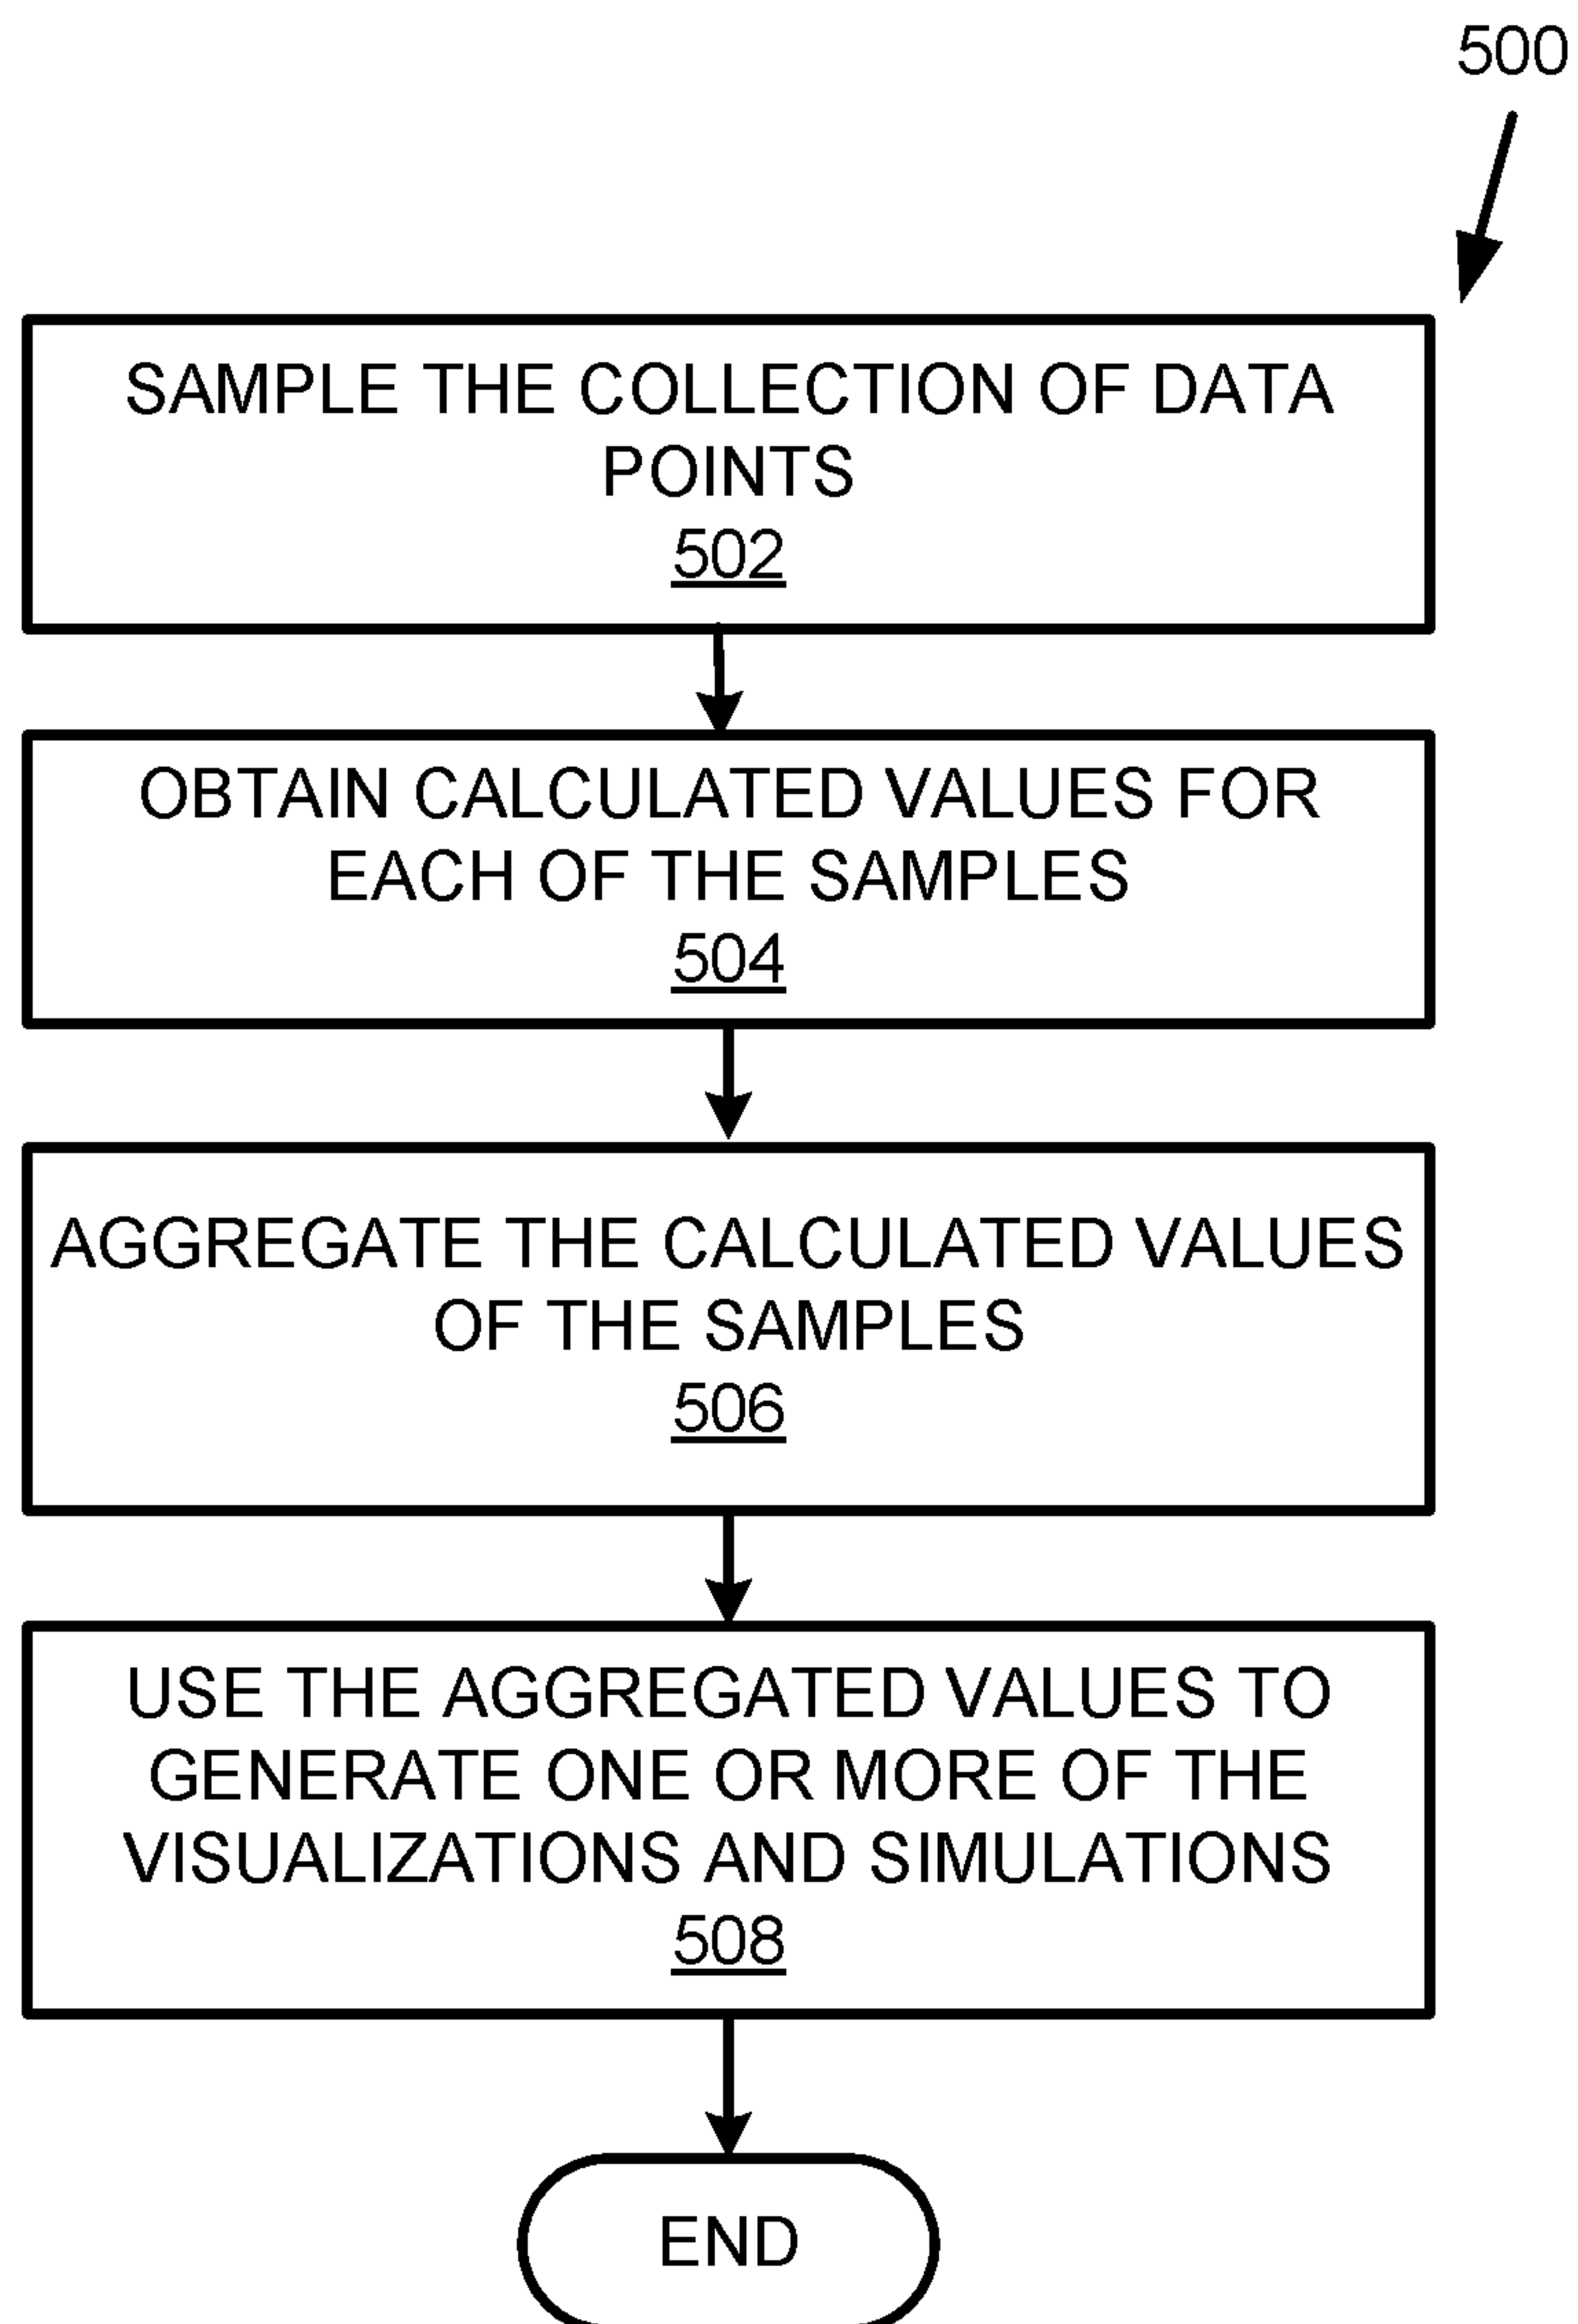 500
SAMPLE THE COLLECTION OF DATA
POINTS
502
OBTAIN CALCULATED VALUES FOR
EACH OF THE SAMPLES
504
AGGREGATE THE CALCULATED VALUES
OF THE SAMPLES
506
USE THE AGGREGATED VALUES TO
GENERATE ONE OR MORE OF THE
VISUALIZATIONS AND SIMULATIONS
508
END